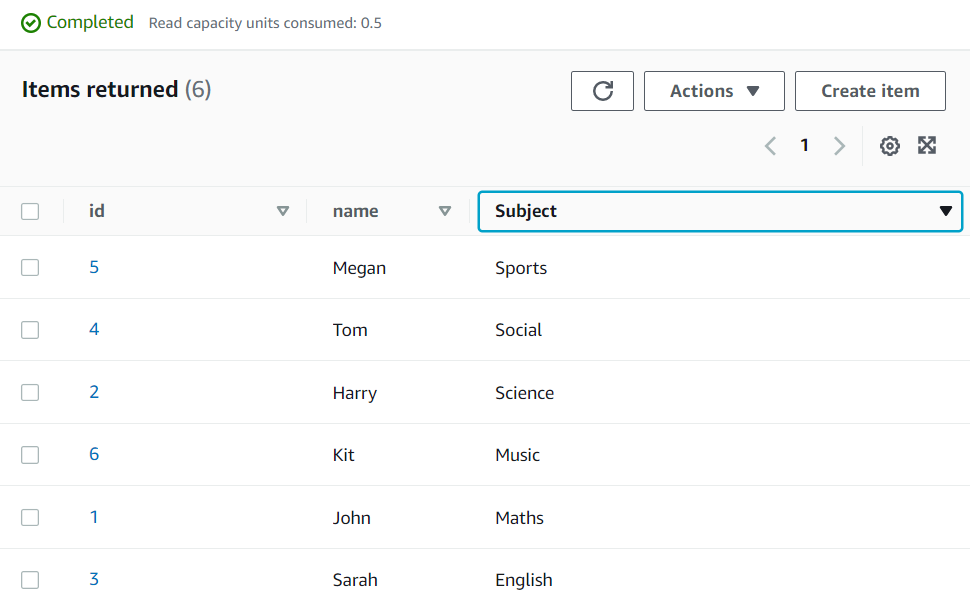 Completed Read capacity units consumed: 0.5
Items returned (6)
Actions Create item
1
id name Subject
5 Megan Sports
4 Tom Social
2 Harry Science
6 Kit Music
1 John Maths
3 Sarah English